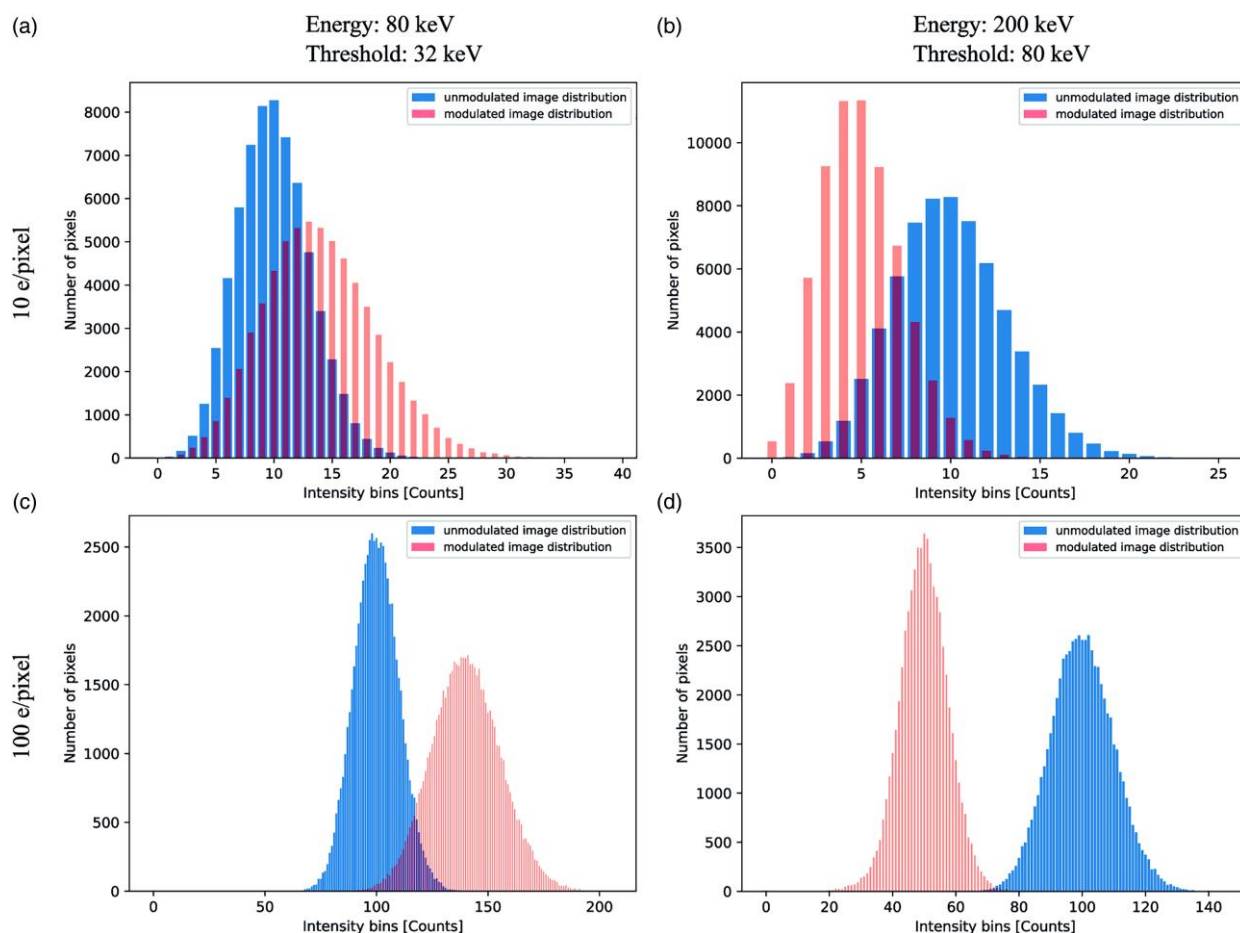 (a)
Energy: 80 keV
Threshold: 32 keV
(b)
Energy: 200 keV
Threshold: 80 keV
10 e/pixel
Number of pixels
8000
7000
6000
5000
4000
3000
2000
1000
0
unmodulated image distribution
modulated image distribution
0 5 10 15 20 25 30 35 40
Intensity bins [Counts]
Number of pixels
10000
8000
6000
4000
2000
0
unmodulated image distribution
modulated image distribution
0 5 10 15 20 25
Intensity bins [Counts]
(c)
(d)
100 e/pixel
Number of pixels
2500
2000
1500
1000
500
0
unmodulated image distribution
modulated image distribution
0 50 100 150 200
Intensity bins [Counts]
Number of pixels
3500
3000
2500
2000
1500
1000
500
0
unmodulated image distribution
modulated image distribution
0 20 40 60 80 100 120 140
Intensity bins [Counts]